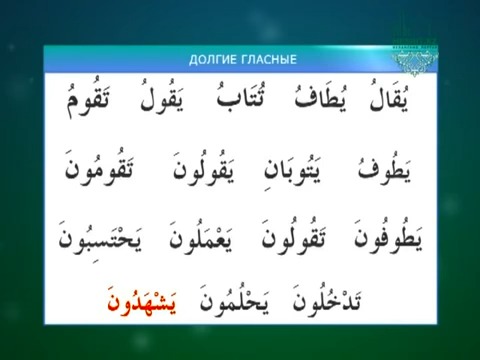 ДОЛГИЕ ГЛАСНЫЕ
يُقَالُ يُطَافُ تُتَابُ يَقُولُ تَقُومُ
يَطُوفُ يَتُوبَانِ يَقُولُونَ تَقُومُونَ
يَطُوفُونَ تَقُولُونَ يَعْمَلُونَ يَحْتَسِبُونَ
تَدْخُلُونَ يَحْلُمُونَ يَشْهَدُونَ